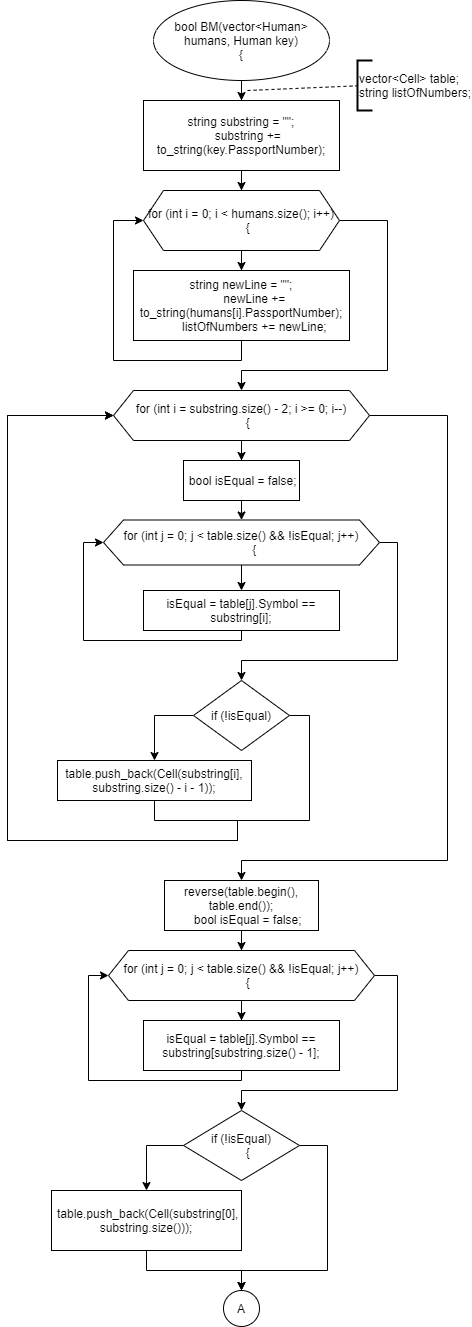 bool BM(vector<Human>
humans, Human key)
{
vector<Cell> table;
string listOfNumbers;
string substring = "";
substring +=
to_string(key.PassportNumber);
for (int i = 0; i < humans.size(); i++)
{
string newLine = "";
newLine +=
to_string(humans[i].PassportNumber);
listOfNumbers += newLine;
for (int i = substring.size() - 2; i >= 0; i--)
{
bool isEqual = false;
for (int j = 0; j < table.size() && !isEqual; j++)
{
isEqual = table[j].Symbol ==
substring[i];
if (!isEqual)
table.push_back(Cell(substring[i],
substring.size() - i - 1));
reverse(table.begin(),
table.end());
bool isEqual = false;
for (int j = 0; j < table.size() && !isEqual; j++)
{
isEqual = table[j].Symbol ==
substring[substring.size() - 1];
if (!isEqual)
{
table.push_back(Cell(substring[0],
substring.size()));
A